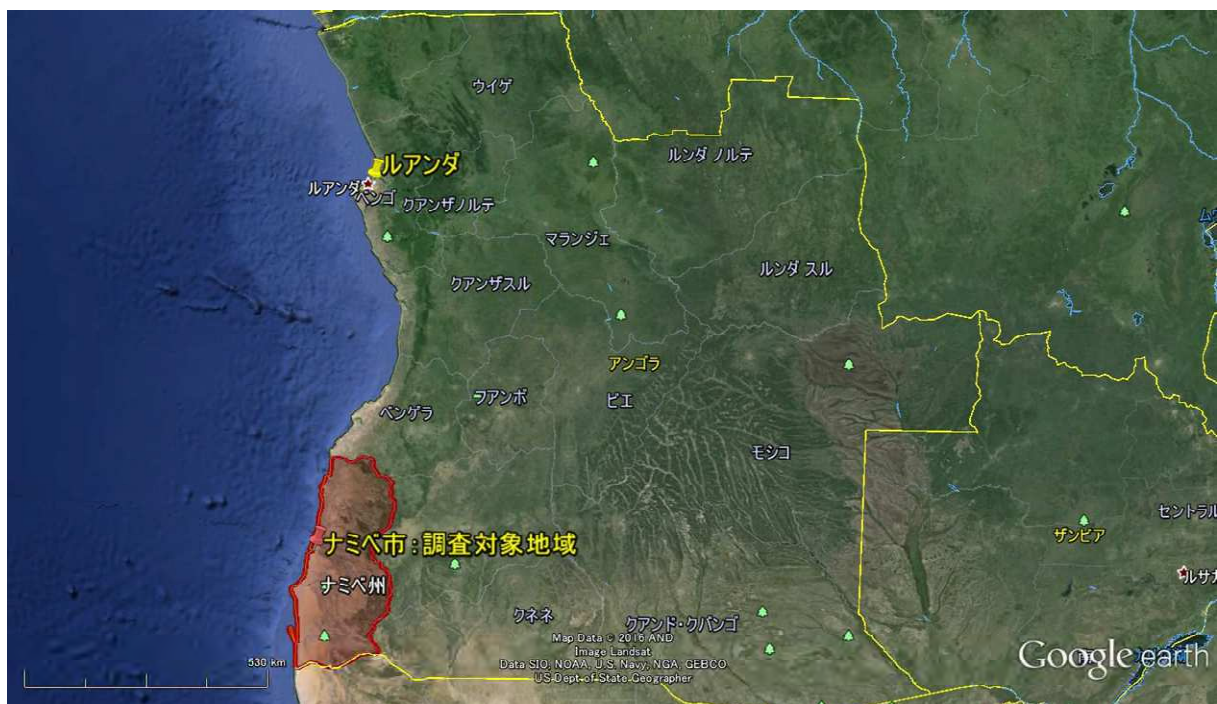 ウイゲ
ルアンダ
ルンダ ノルテ
ルアンダ
ベンゴ
クアンザノルテ
マランジェ
ルンダ スル
クアンザスル
アンゴラ
フアンボ
ビエ
ベンゲラ
モシコ
セントラル
ナミベ市:調査対象地域
ザンビア
ナミベ州
ルサカ
クネネ
クアンド・クバンゴ
Map Data © 2016 AND
Image Landsat
Data SIO, NOAA, U.S. Navy, NGA, GEBCO
US Dept of State Geographer
530 km
Google earth